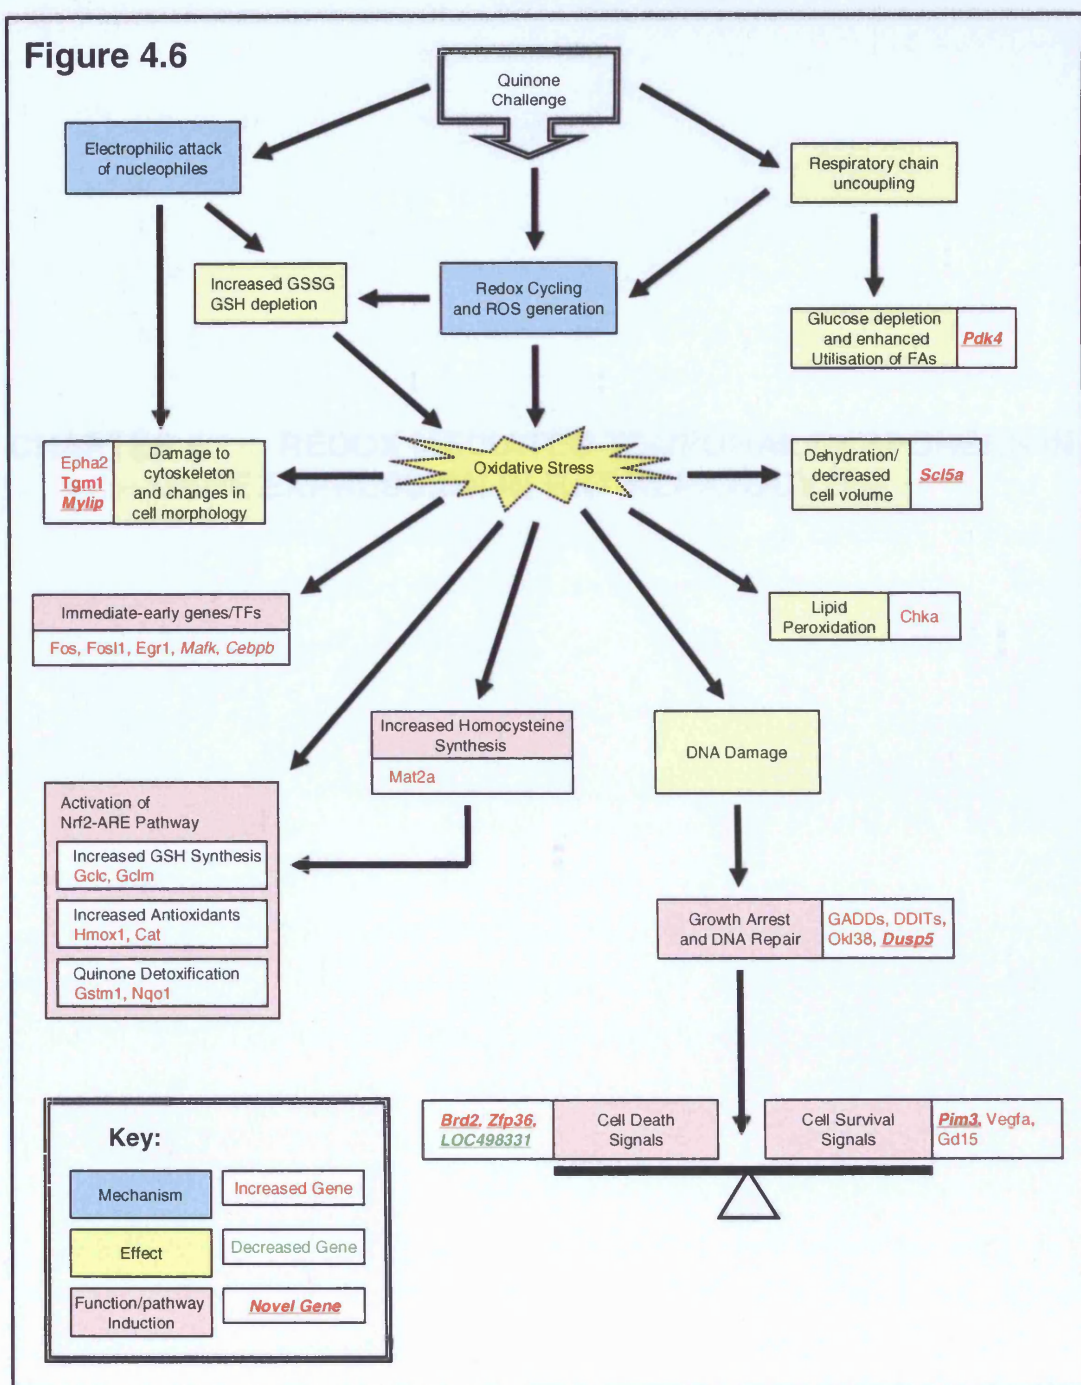 Figure 4.6
Quinone
Challenge
Electrophilic attack
of nucleophiles
Respiratory chain
uncoupling
Increased GSSG
GSH depletion
Redox Cycling
and ROS generation
Glucose depletion
and enhanced
Utilisation of FAs
Pdk4
Epha2
Tgm1
Mylip
Damage to
cytoskeleton
and changes in
cell morphology
Oxidative Stress
Dehydration/
decreased
cell volume
Scl5a
Immediate-early genes/TFs
Fos, Fosl1, Egr1, Mafk, Cebpb
Lipid
Peroxidation
Chka
Increased Homocysteine
Synthesis
Mat2a
DNA Damage
Activation of
Nrf2-ARE Pathway
Increased GSH Synthesis
Gclc, Gclm
Increased Antioxidants
Hmox1, Cat
Quinone Detoxification
Gstm1, Nqo1
Growth Arrest
and DNA Repair
GADDs, DDITs,
Okl38, Dusp5
Brd2, Zfp36,
LOC498331
Cell Death
Signals
Cell Survival
Signals
Pim3, Vegfa,
Gd15
Key:
Mechanism
Increased Gene
Effect
Decreased Gene
Function/pathway
Induction
Novel Gene